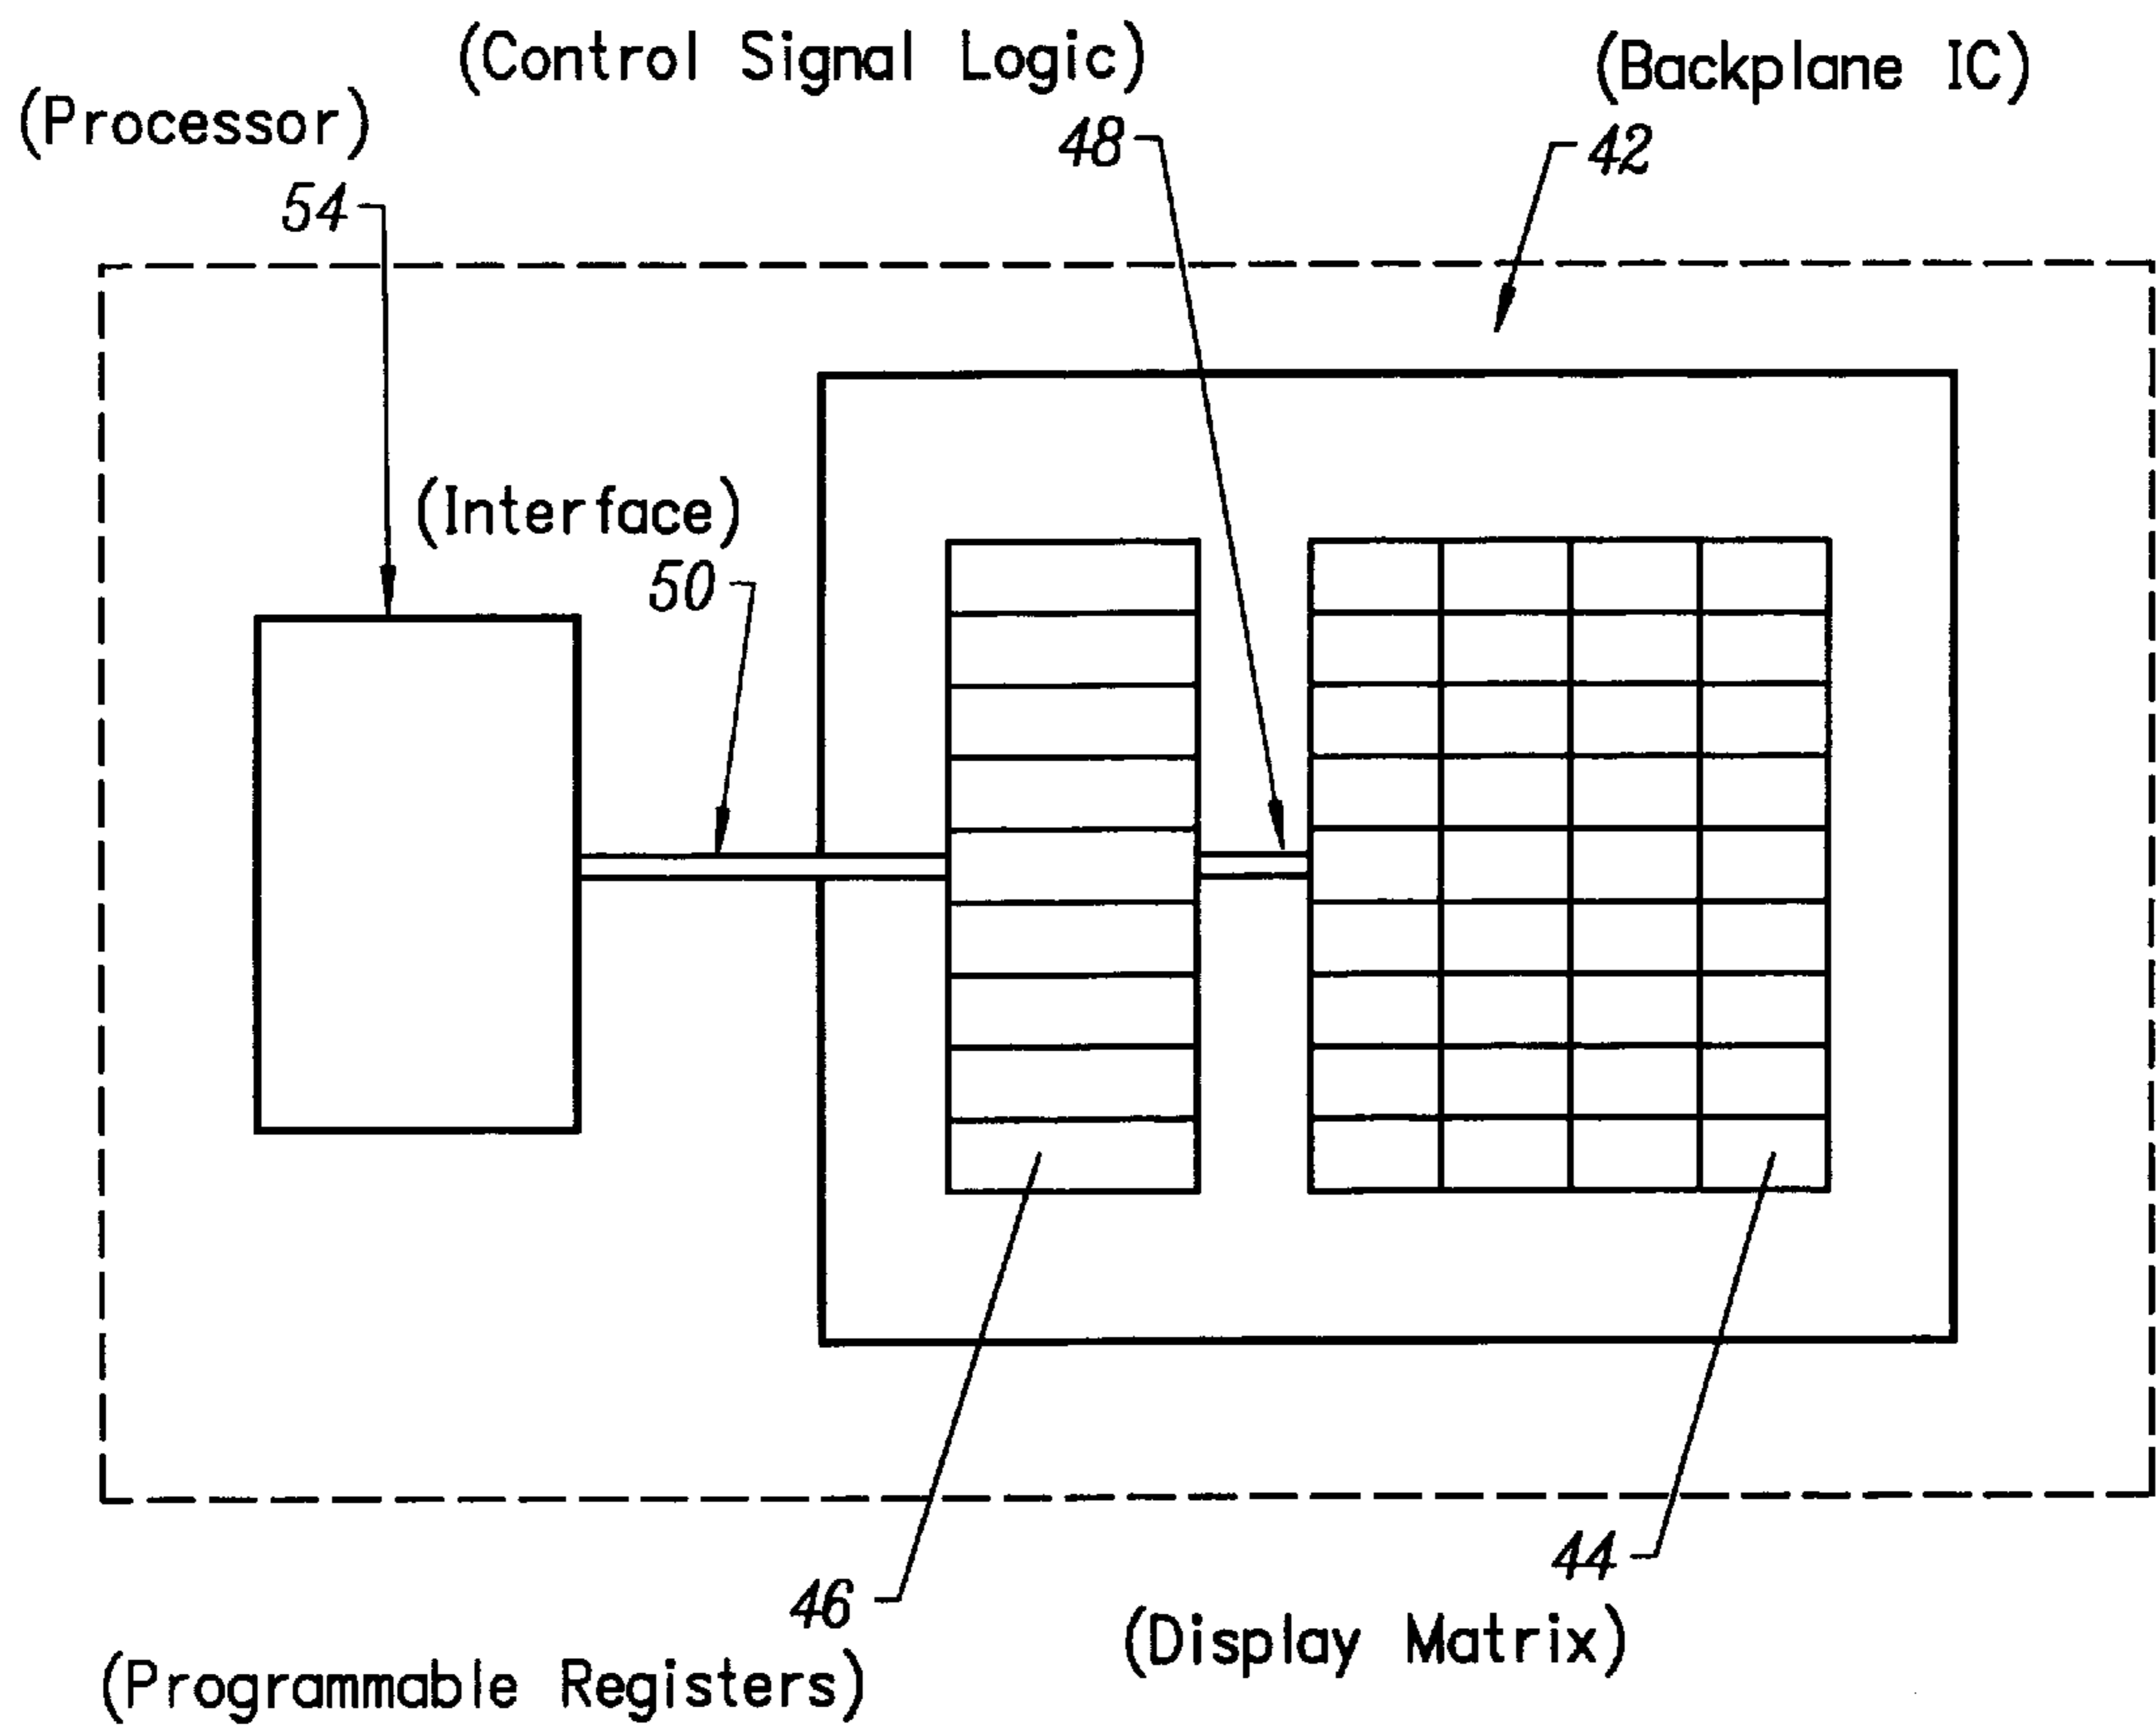 (Control Signal Logic)
(Backplane IC)
(Processor)
48
42
54
(Interface)
50
44
46
(Display Matrix)
(Programmable Registers)